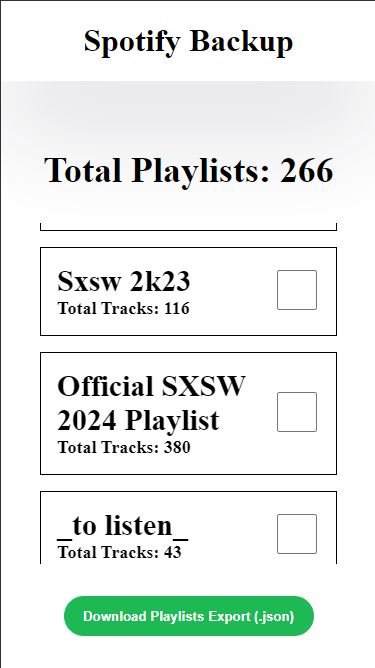 Spotify Backup
Total Playlists: 266
Sxsw 2k23
Total Tracks: 116
Official SXSW
2024 Playlist
Total Tracks: 380
_to listen_
Total Tracks: 43
Download Playlists Export (.json)